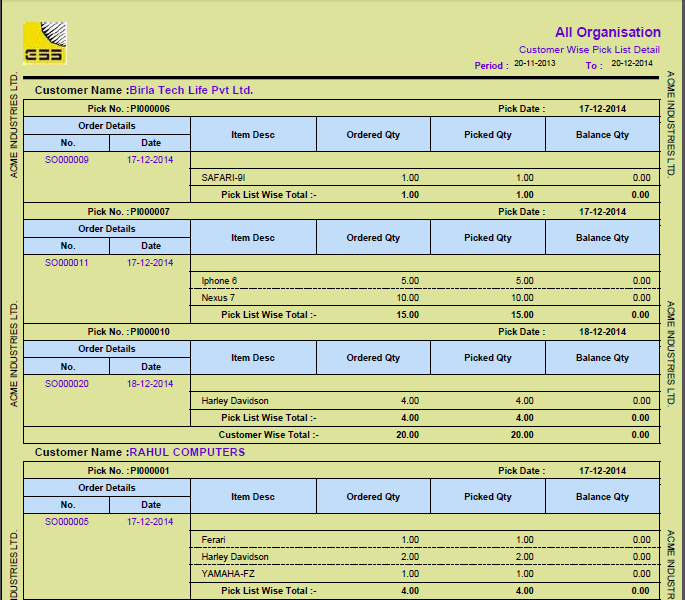 ESS
All Organisation
Customer Wise Pick List Detail
Period : 20-11-2013 To : 20-12-2014
ACME INDUSTRIES LTD.
ACME INDUSTRIES LTD.
Customer Name :Birla Tech Life Pvt Ltd.
Pick No. :PI000006 Pick Date : 17-12-2014
Order Details
No. Date Item Desc Ordered Qty Picked Qty Balance Qty
SO000009 17-12-2014
SAFARI-9I 1.00 1.00 0.00
Pick List Wise Total :- 1.00 1.00 0.00
Pick No. :PI000007 Pick Date : 17-12-2014
Order Details
No. Date Item Desc Ordered Qty Picked Qty Balance Qty
SO000011 17-12-2014
Iphone 6 5.00 5.00 0.00
Nexus 7 10.00 10.00 0.00
Pick List Wise Total :- 15.00 15.00 0.00
ACME INDUSTRIES LTD.
ACME INDUSTRIES LTD.
Pick No. :PI000010 Pick Date : 18-12-2014
Order Details
No. Date Item Desc Ordered Qty Picked Qty Balance Qty
SO000020 18-12-2014
Harley Davidson 4.00 4.00 0.00
Pick List Wise Total :- 4.00 4.00 0.00
Customer Wise Total :- 20.00 20.00 0.00
Customer Name :RAHUL COMPUTERS
Pick No. :PI000001 Pick Date : 17-12-2014
Order Details
No. Date Item Desc Ordered Qty Picked Qty Balance Qty
SO000005 17-12-2014
Ferari 1.00 1.00 0.00
Harley Davidson 2.00 2.00 0.00
YAMAHA-FZ 1.00 1.00 0.00
Pick List Wise Total :- 4.00 4.00 0.00
NDUSTRIES LTD.
ACME INDUSTR